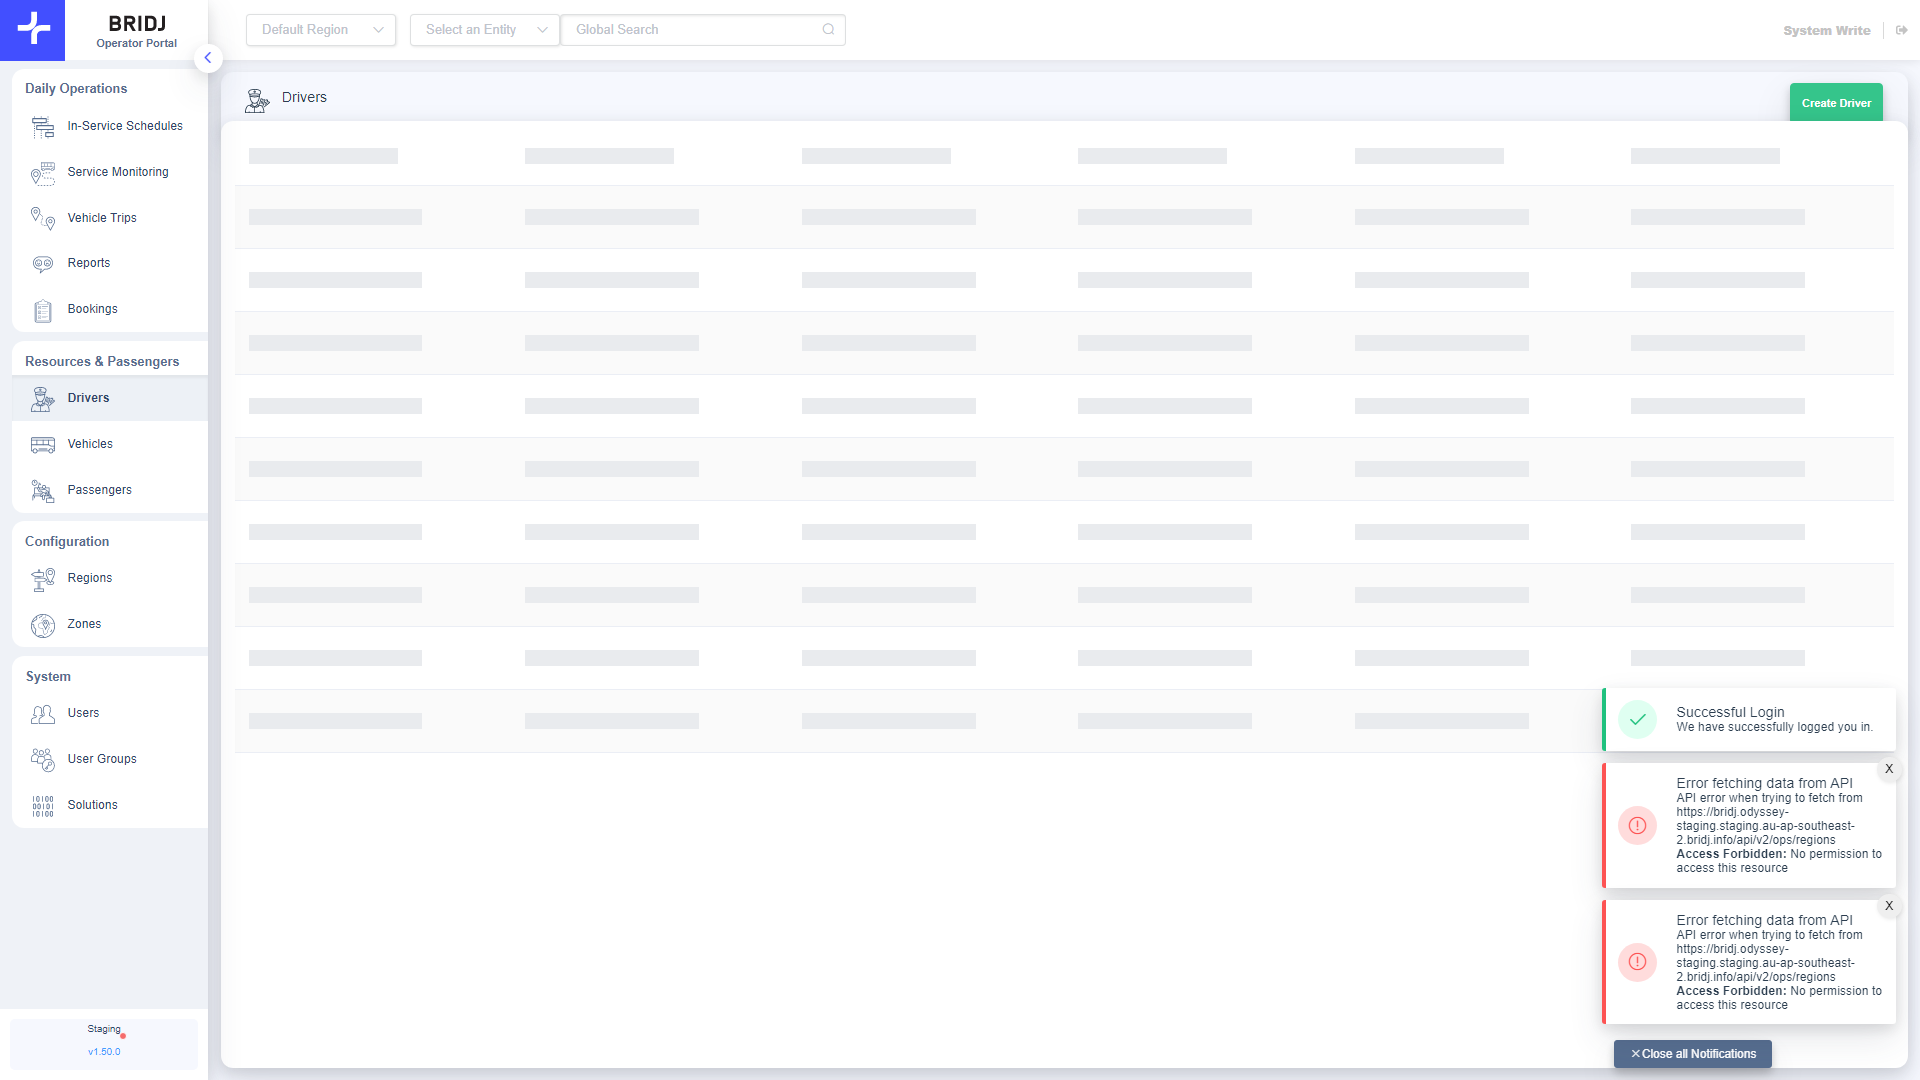 BRIDJ
Operator Portal
Default Region
Select an Entity
Global Search
System Write
Daily Operations
In-Service Schedules
Service Monitoring
Vehicle Trips
Reports
Bookings
Resources & Passengers
Drivers
Vehicles
Passengers
Configuration
Regions
Zones
System
Users
User Groups
Solutions
Staging
v1.50.0
Drivers
Create Driver
Successful Login
We have successfully logged you in.
X
Error fetching data from API
API error when trying to fetch from
https://bridj.odyssey-
staging.staging.au-ap-southeast-
2.bridj.info/api/v2/ops/regions
Access Forbidden: No permission to
access this resource
X
Error fetching data from API
API error when trying to fetch from
https://bridj.odyssey-
staging.staging.au-ap-southeast-
2.bridj.info/api/v2/ops/regions
Access Forbidden: No permission to
access this resource
×Close all Notifications